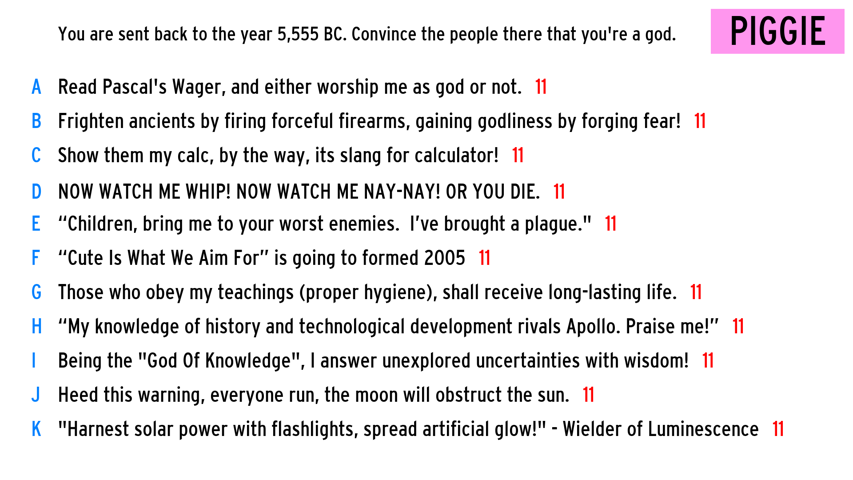 You are sent back to the year 5,555 BC. Convince the people there that you're a god.
PIGGIE
A Read Pascal's Wager, and either worship me as god or not. 11
B Frighten ancients by firing forceful firearms, gaining godliness by forging fear! 11
C Show them my calc, by the way, its slang for calculator! 11
D NOW WATCH ME WHIP! NOW WATCH ME NAY-NAY! OR YOU DIE. 11
E “Children, bring me to your worst enemies. I’ve brought a plague." 11
F “Cute Is What We Aim For” is going to formed 2005 11
G Those who obey my teachings (proper hygiene), shall receive long-lasting life. 11
H “My knowledge of history and technological development rivals Apollo. Praise me!” 11
I Being the "God Of Knowledge", I answer unexplored uncertainties with wisdom! 11
J Heed this warning, everyone run, the moon will obstruct the sun. 11
K "Harnest solar power with flashlights, spread artificial glow!" - Wielder of Luminescence 11